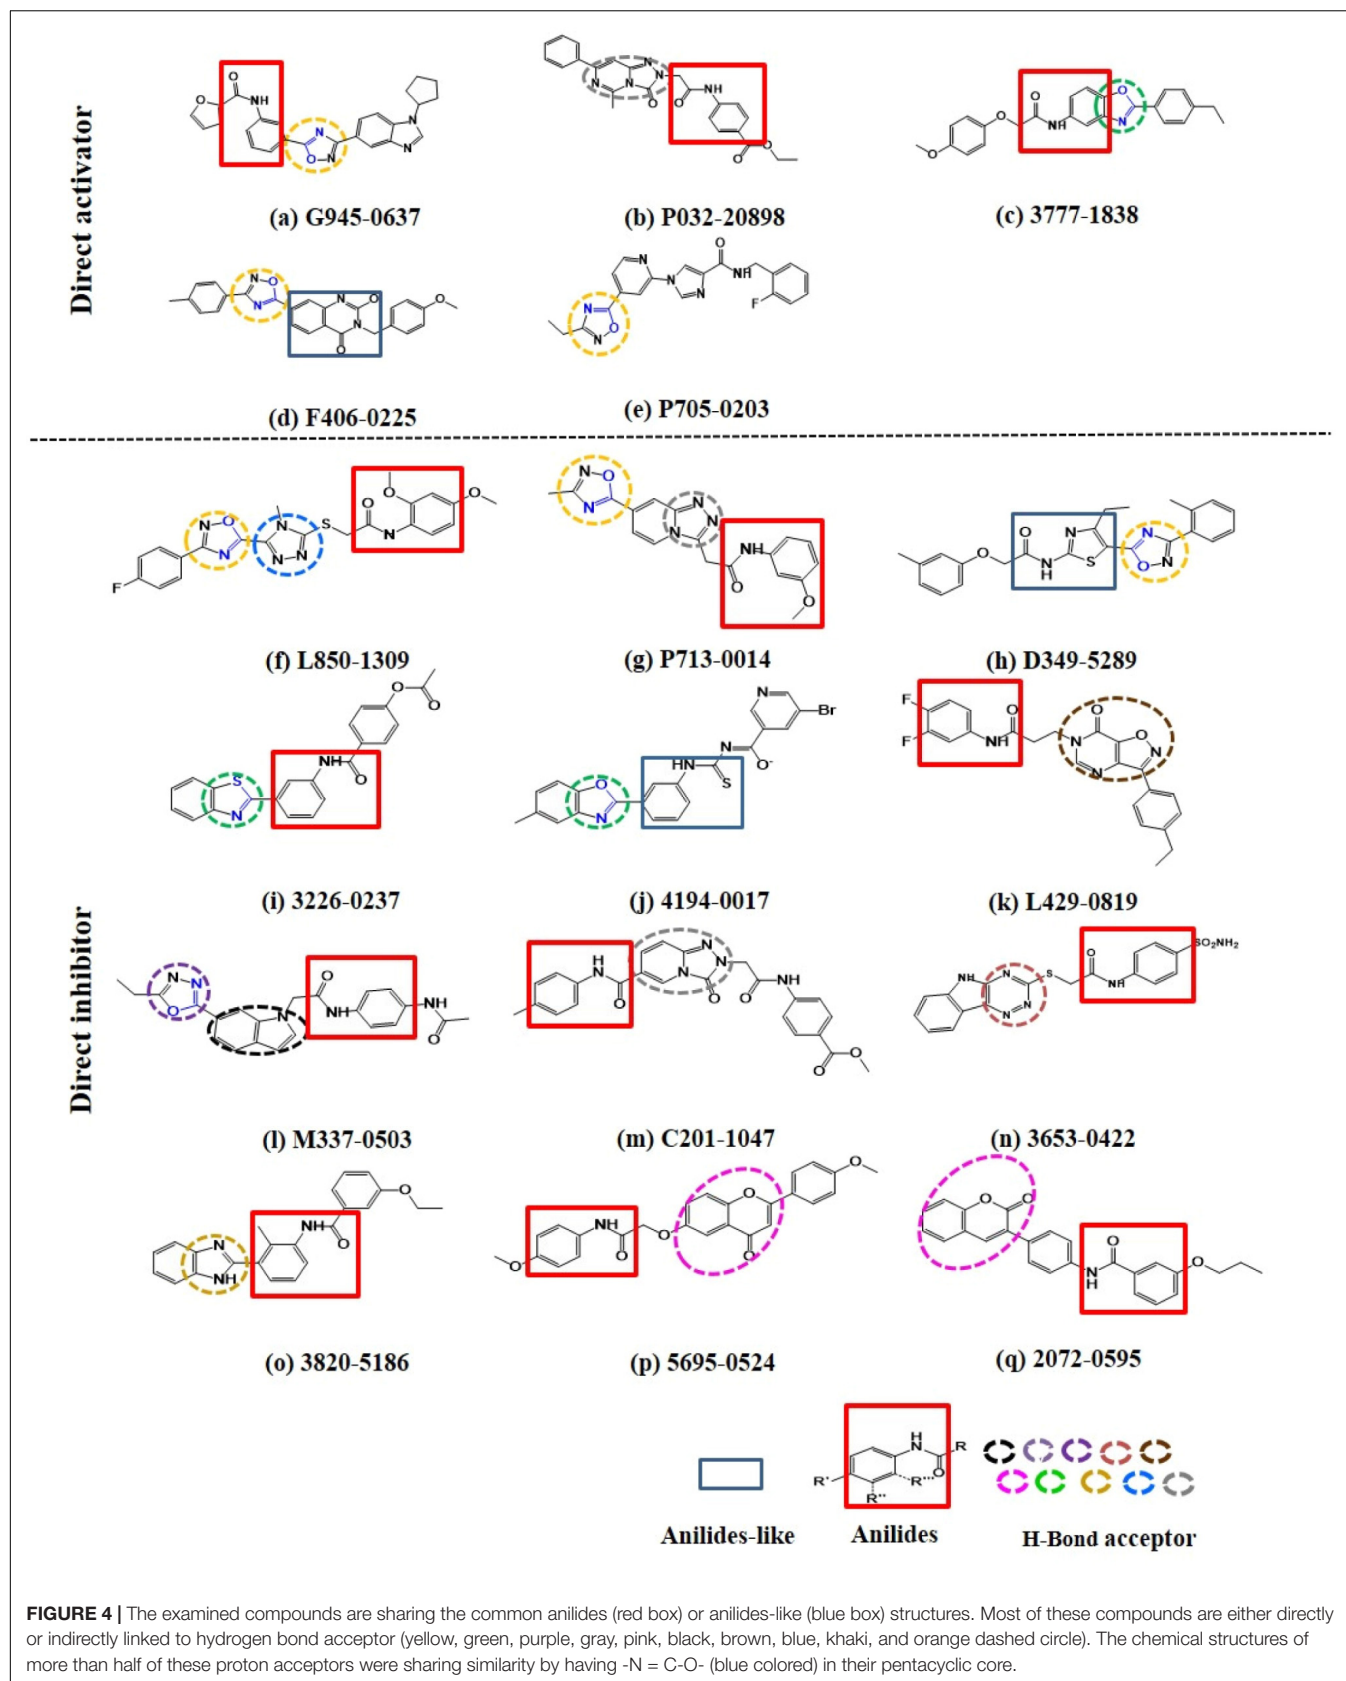 Direct activator
(a) G945-0637
(b) P032-20898
(c) 3777-1838
(d) F406-0225
(e) P705-0203
Direct inhibitor
(f) L850-1309
(g) P713-0014
(h) D349-5289
(i) 3226-0237
(j) 4194-0017
(k) L429-0819
(l) M337-0503
(m) C201-1047
(n) 3653-0422
(o) 3820-5186
(p) 5695-0524
(q) 2072-0595
Anilides-like
Anilides
H-Bond acceptor
FIGURE 4 | The examined compounds are sharing the common anilides (red box) or anilides-like (blue box) structures. Most of these compounds are either directly
or indirectly linked to hydrogen bond acceptor (yellow, green, purple, gray, pink, black, brown, blue, khaki, and orange dashed circle). The chemical structures of
more than half of these proton acceptors were sharing similarity by having -N = C-O- (blue colored) in their pentacyclic core.